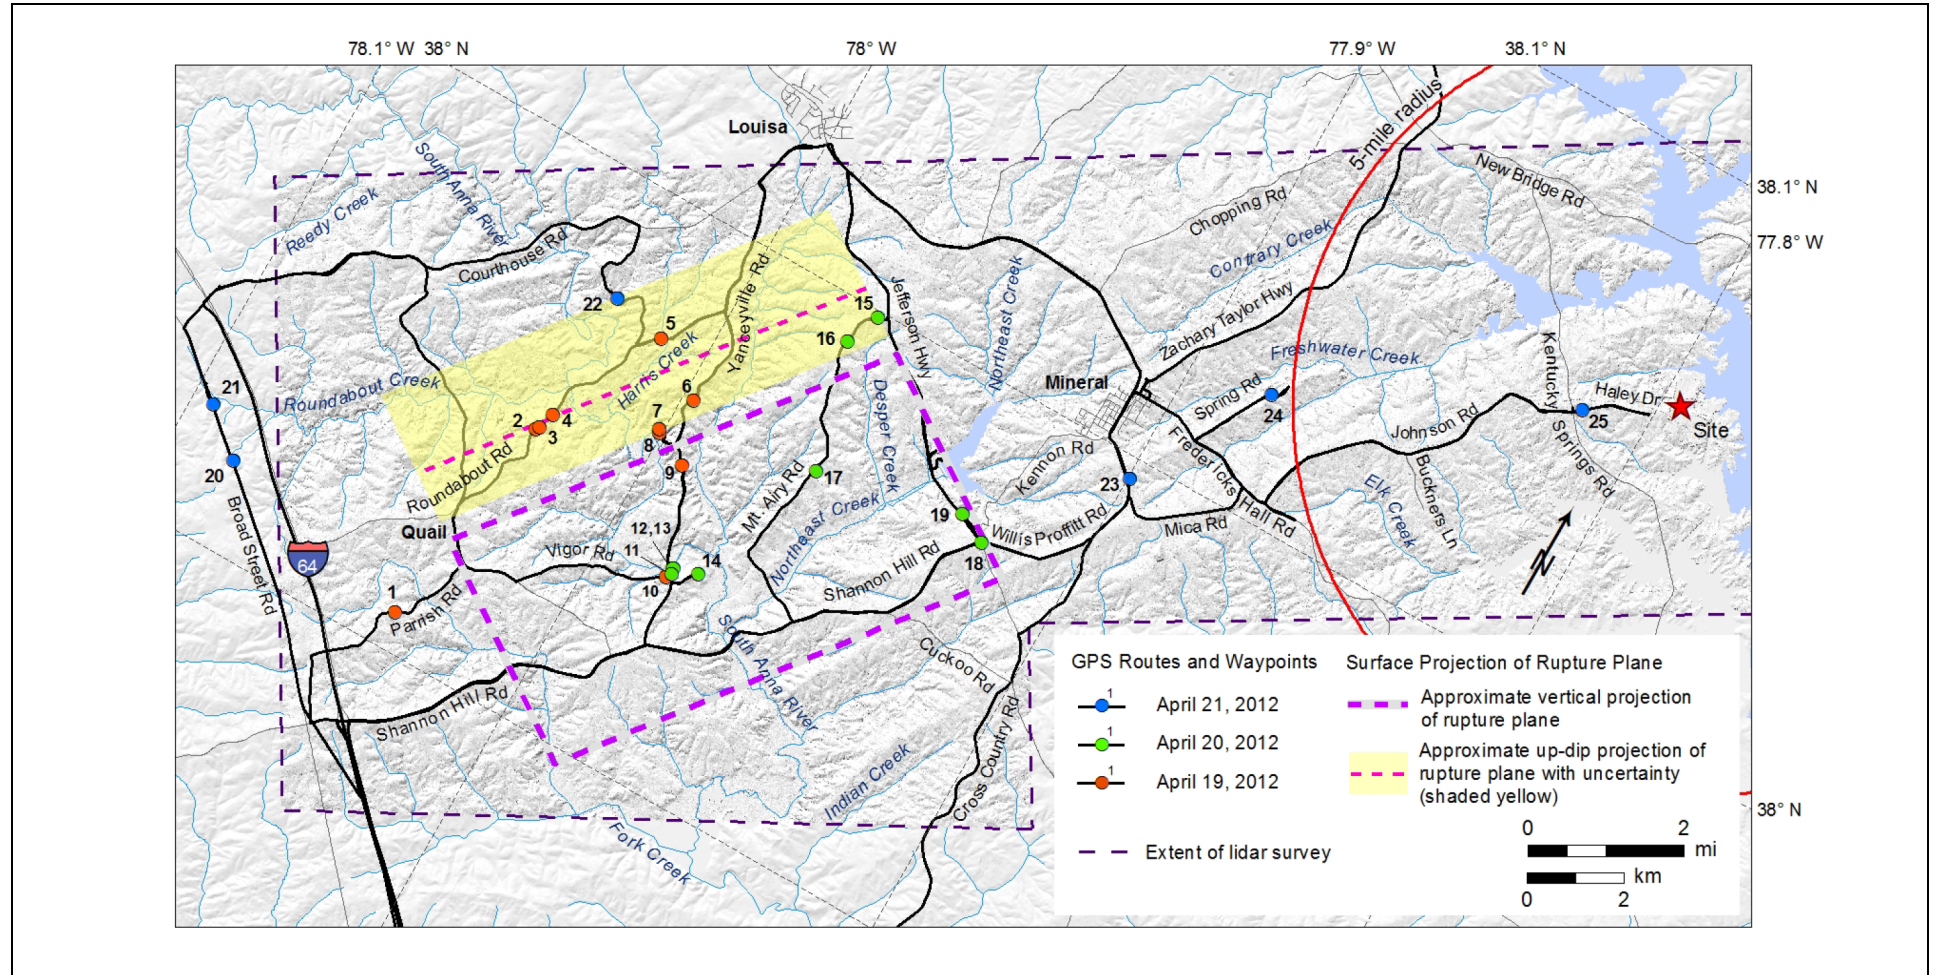 78.1° W 38° N
78° W
77.9° W
38.1° N
5-mile radius
Louisa
South Anna River
New Bridge Rd
38.1° N
Reedy Creek
Chopping Rd
Courthouse Rd
Contrary Creek
77.8° W
Northeast Creek
Yanceyville Rd
Jefferson Hwy
22
15
Zachary Taylor Hwy
5
16
Freshwater Creek
Kentucky
Springs Rd
Harris Creek
Roundabout Creek
21
Mineral
Spring Rd
24
Haley Dr
25
Site
6
Desper Creek
2
4
3
7
8
Johnson Rd
Fredericks
Hall Rd
Kennon Rd
Roundabout Rd
20
9
Mt. Airy Rd
17
23
Buckners Ln
Elk
Creek
Northeast Creek
Broad Street Rd
Quail
12,13
11
19
Willis Proffitt Rd
Mica Rd
N
64
Vigor Rd
14
10
18
Shannon Hill Rd
1
Parrish Rd
South Anna River
Cuckoo Rd
Shannon Hill Rd
Cross Country Rd
Indian Creek
Fork Creek
38° N
GPS Routes and Waypoints
1
April 21, 2012
1
April 20, 2012
1
April 19, 2012
Extent of lidar survey
Surface Projection of Rupture Plane
Approximate vertical projection
of rupture plane
Approximate up-dip projection of
rupture plane with uncertainty
(shaded yellow)
0 2
mi
km
0 2